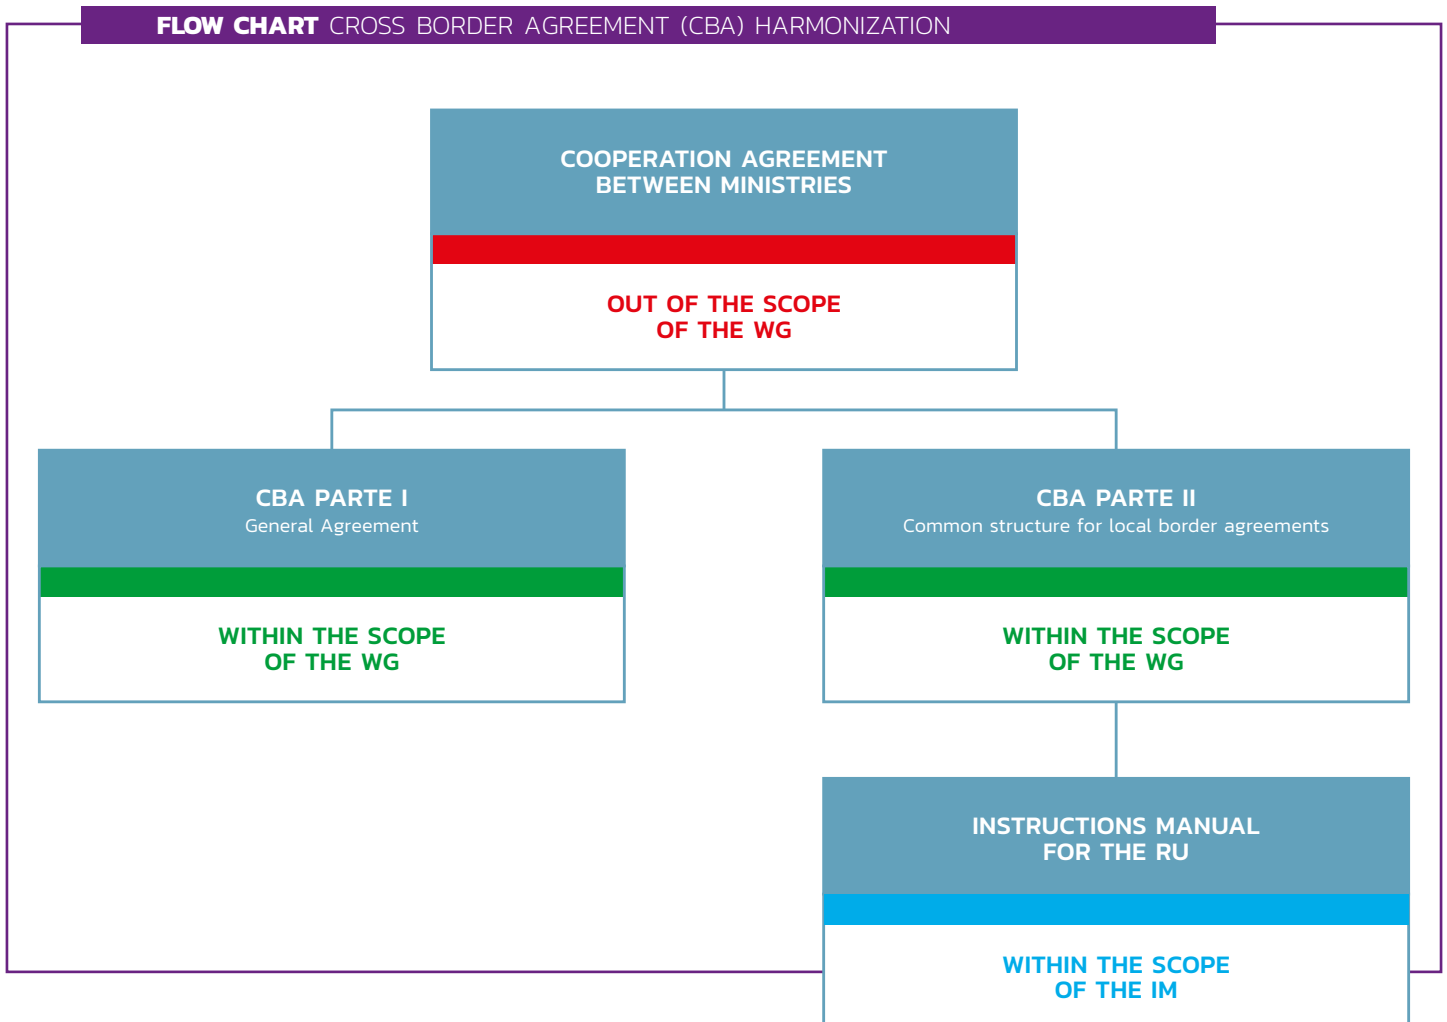 FLOW CHART CROSS BORDER AGREEMENT (CBA) HARMONIZATION
COOPERATION AGREEMENT
BETWEEN MINISTRIES
OUT OF THE SCOPE
OF THE WG
CBA PARTE I
General Agreement
WITHIN THE SCOPE
OF THE WG
CBA PARTE II
Common structure for local border agreements
WITHIN THE SCOPE
OF THE WG
INSTRUCTIONS MANUAL
FOR THE RU
WITHIN THE SCOPE
OF THE IM